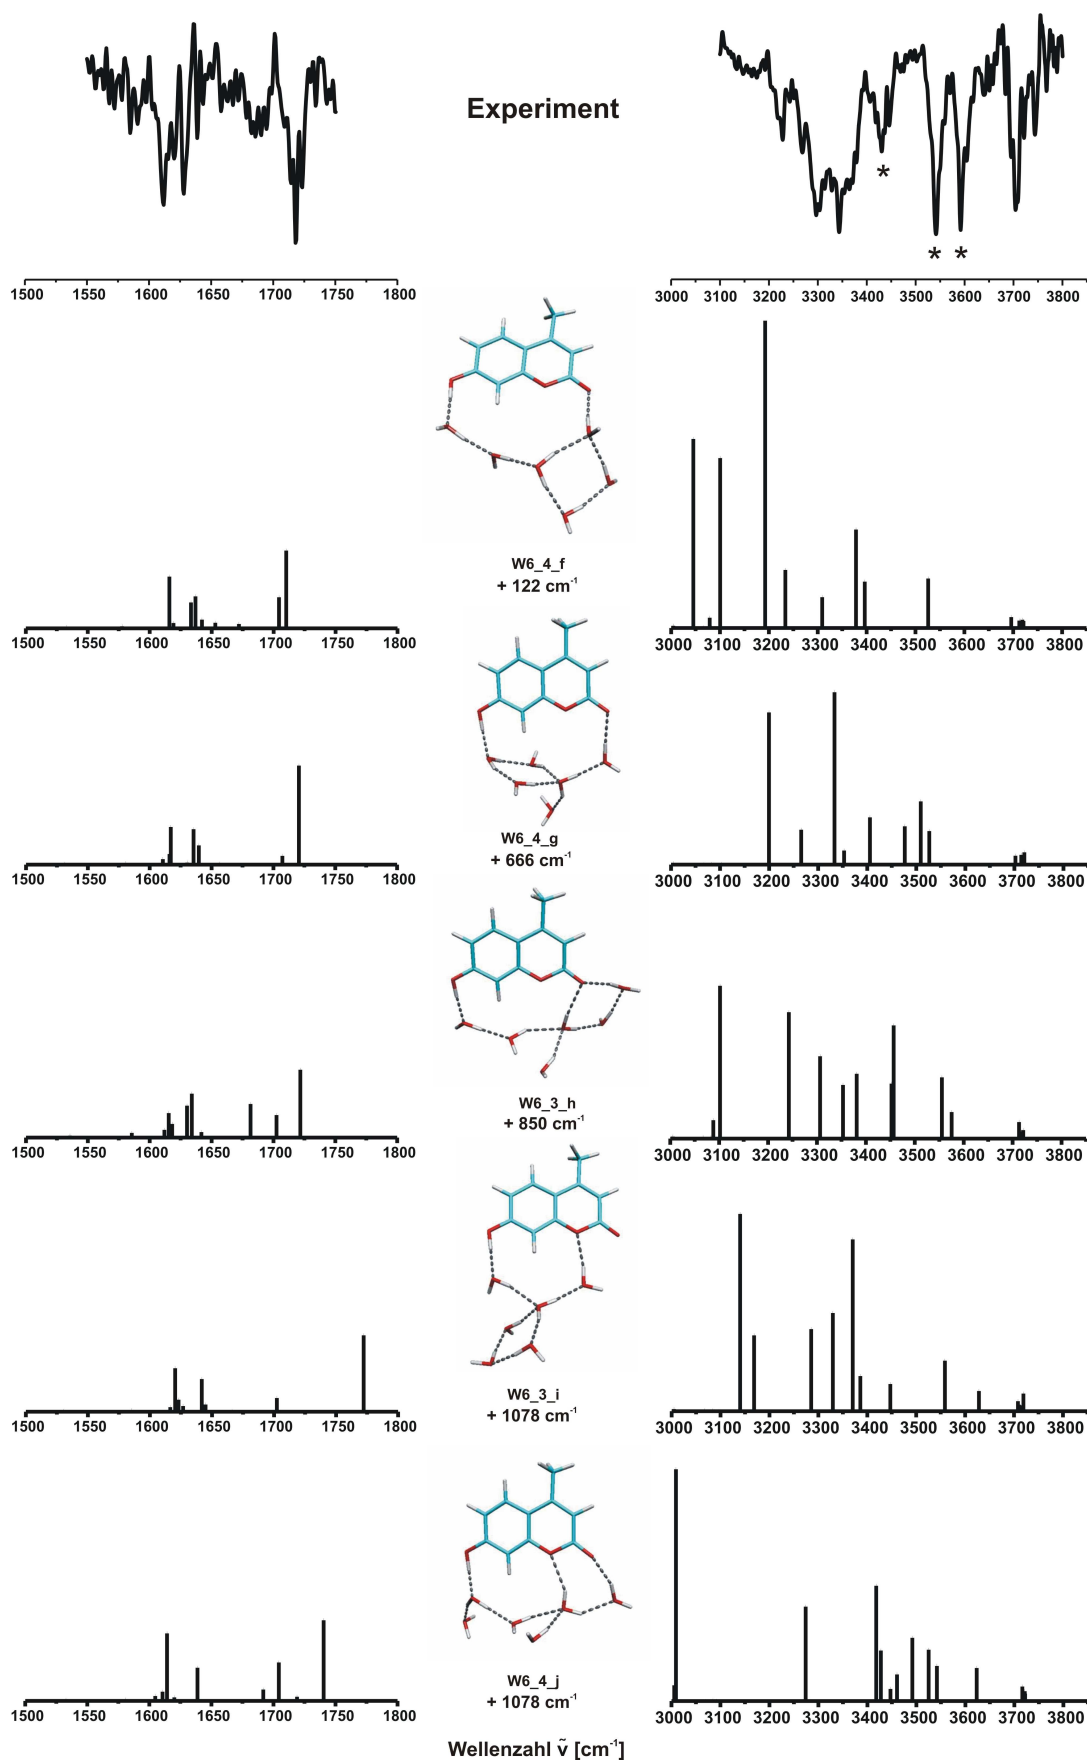 Experiment
*
* *
1500 1550 1600 1650 1700 1750 1800
3000 3100 3200 3300 3400 3500 3600 3700 3800
W6_4_f
+ 122 cm⁻¹
1500 1550 1600 1650 1700 1750 1800
3000 3100 3200 3300 3400 3500 3600 3700 3800
W6_4_g
+ 666 cm⁻¹
1500 1550 1600 1650 1700 1750 1800
3000 3100 3200 3300 3400 3500 3600 3700 3800
W6_3_h
+ 850 cm⁻¹
1500 1550 1600 1650 1700 1750 1800
3000 3100 3200 3300 3400 3500 3600 3700 3800
W6_3_i
+ 1078 cm⁻¹
1500 1550 1600 1650 1700 1750 1800
3000 3100 3200 3300 3400 3500 3600 3700 3800
W6_4_j
+ 1078 cm⁻¹
1500 1550 1600 1650 1700 1750 1800
3000 3100 3200 3300 3400 3500 3600 3700 3800
Wellenzahl ṽ [cm⁻¹]